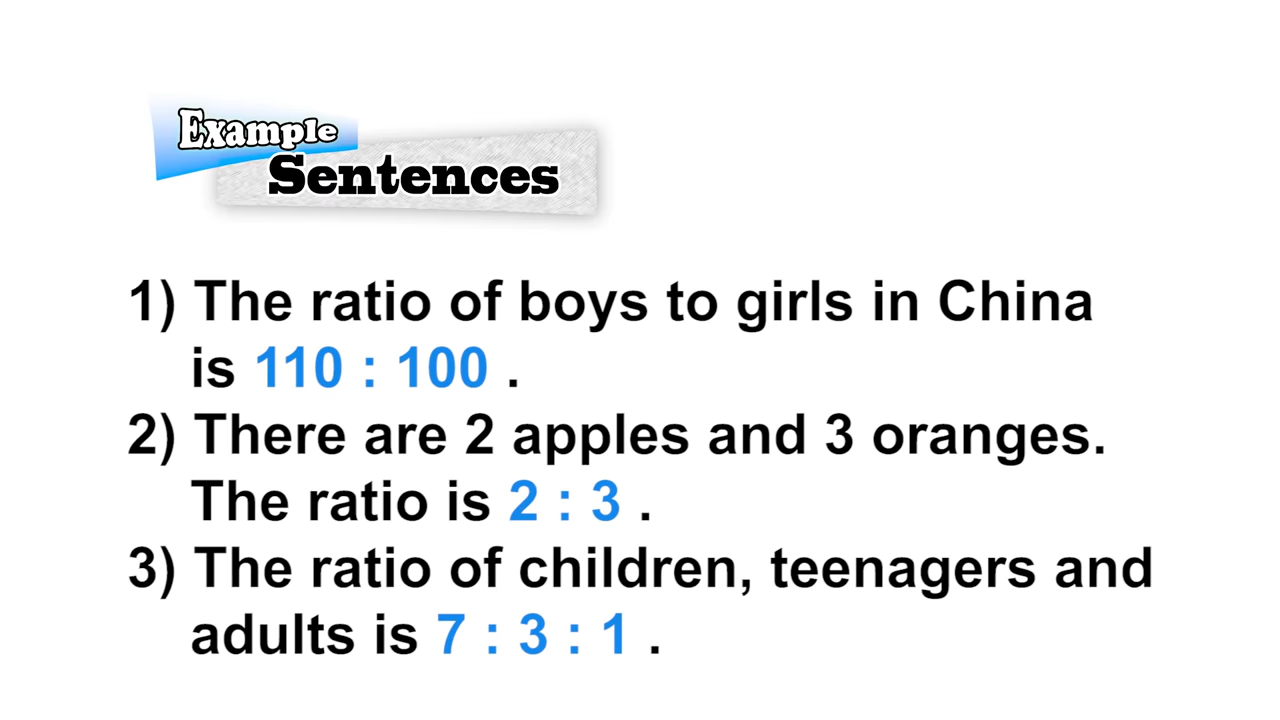 Example
Sentences
1) The ratio of boys to girls in China
is 110 : 100 .
2) There are 2 apples and 3 oranges.
The ratio is 2 : 3 .
3) The ratio of children, teenagers and
adults is 7 : 3 : 1 .